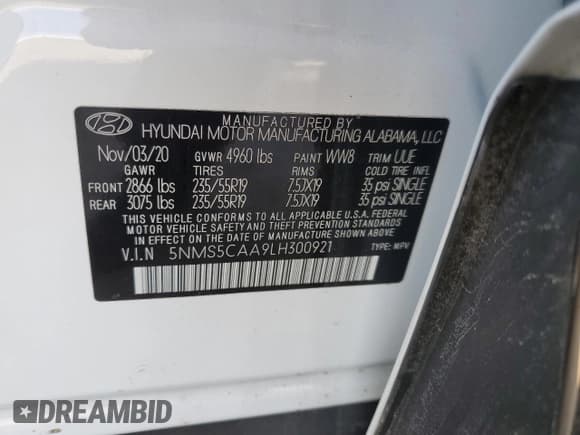 MANUFACTURED BY
HYUNDAI MOTOR MANUFACTURING ALABAMA, LLC
Nov/03/20 GVWR 4960 lbs PAINT WW8 TRIM UUE
GAWR TIRES RIMS COLD TIRE INFL
FRONT 2866 lbs 235/55R19 7.5JX19 35 psi SINGLE
REAR 3075 lbs 235/55R19 7.5JX19 35 psi SINGLE
THIS VEHICLE CONFORMS TO ALL APPLICABLE U.S.A. FEDERAL
MOTOR VEHICLE SAFETY AND THEFT PREVENTION STANDARDS
IN EFFECT ON THE DATE OF MANUFACTURE SHOWN ABOVE.
V.I.N 5NMS5CAA9LH300921 TYPE: MPV
DREAMBID